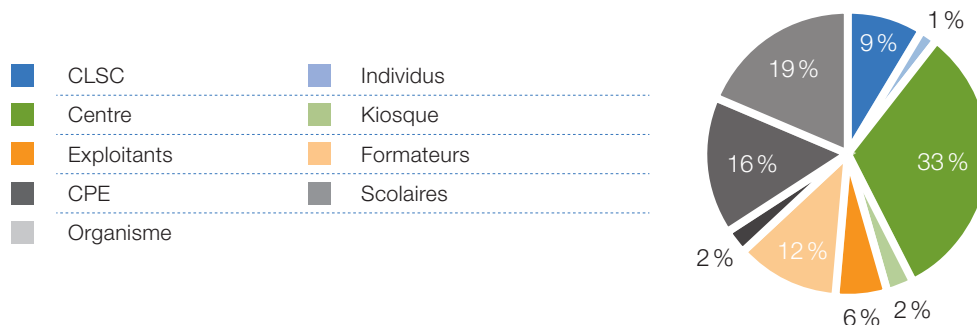 CLSC
Individus
Centre
Kiosque
Exploitants
Formateurs
CPE
Scolaires
Organisme
9 %
1 %
33 %
2 %
6 %
12 %
2 %
16 %
19 %